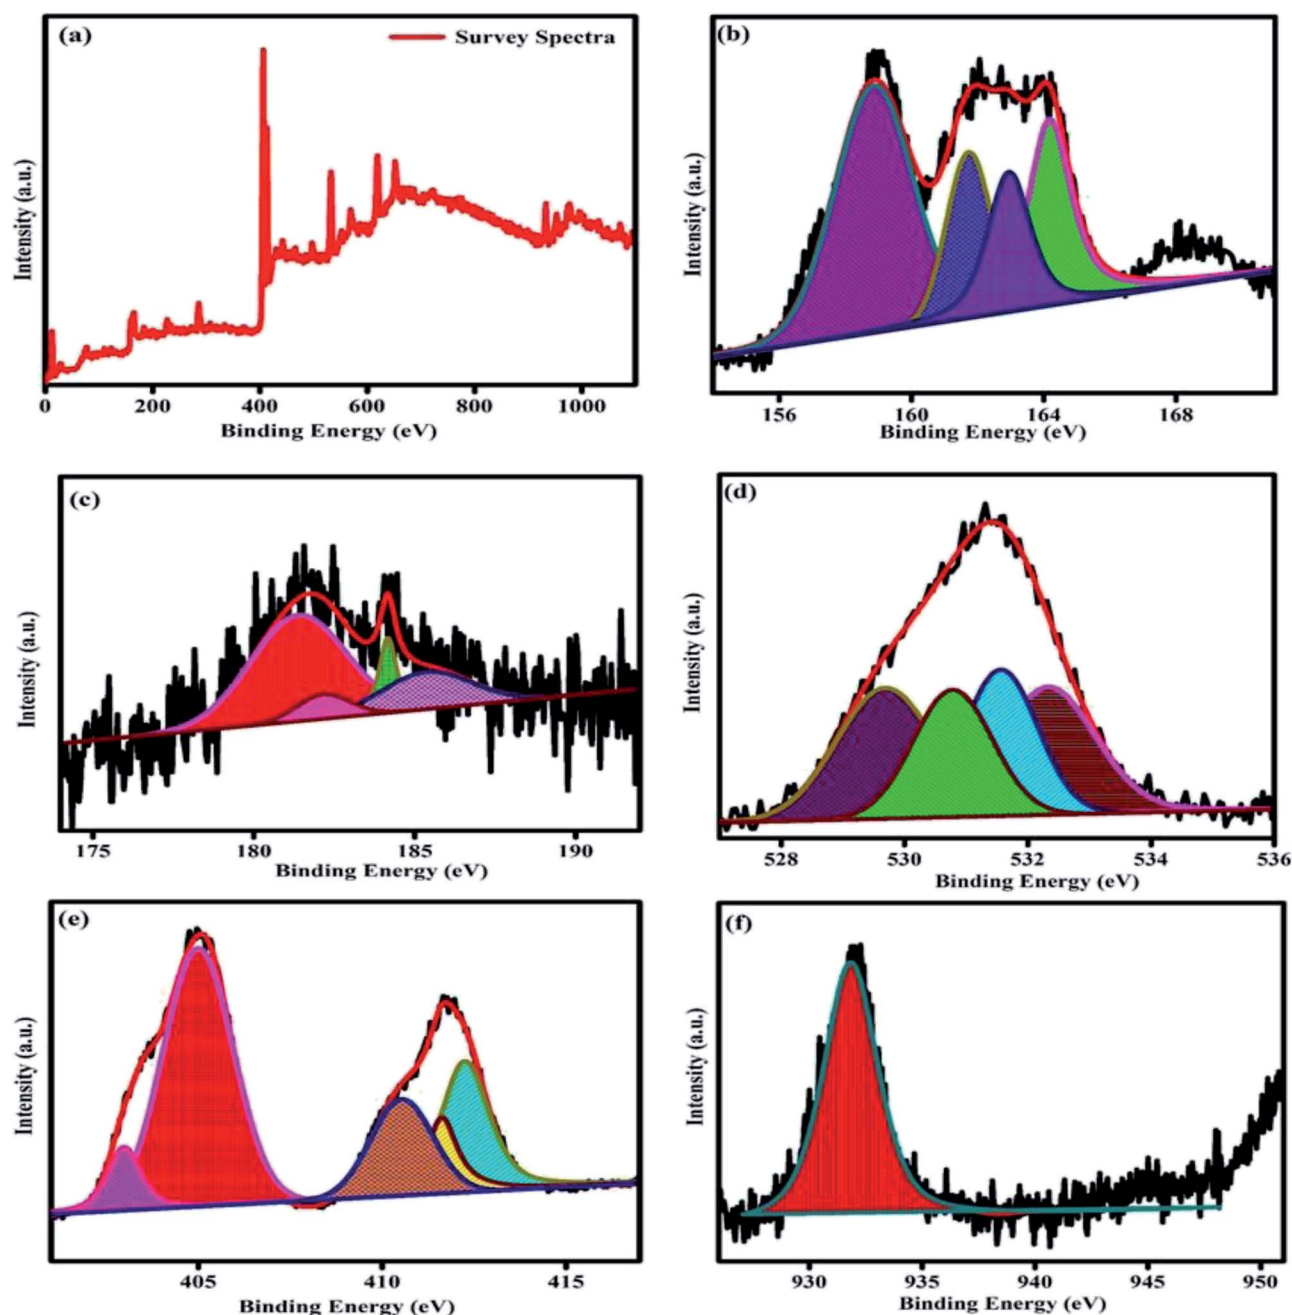 (a)
Survey Spectra
Intensity (a.u.)
0 200 400 600 800 1000
Binding Energy (eV)
(b)
Intensity (a.u.)
156 160 164 168
Binding Energy (eV)
(c)
Intensity (a.u.)
175 180 185 190
Binding Energy (eV)
(d)
Intensity (a.u.)
528 530 532 534 536
Binding Energy (eV)
(e)
Intensity (a.u.)
405 410 415
Binding Energy (eV)
(f)
Intensity (a.u.)
930 935 940 945 950
Binding Energy (eV)